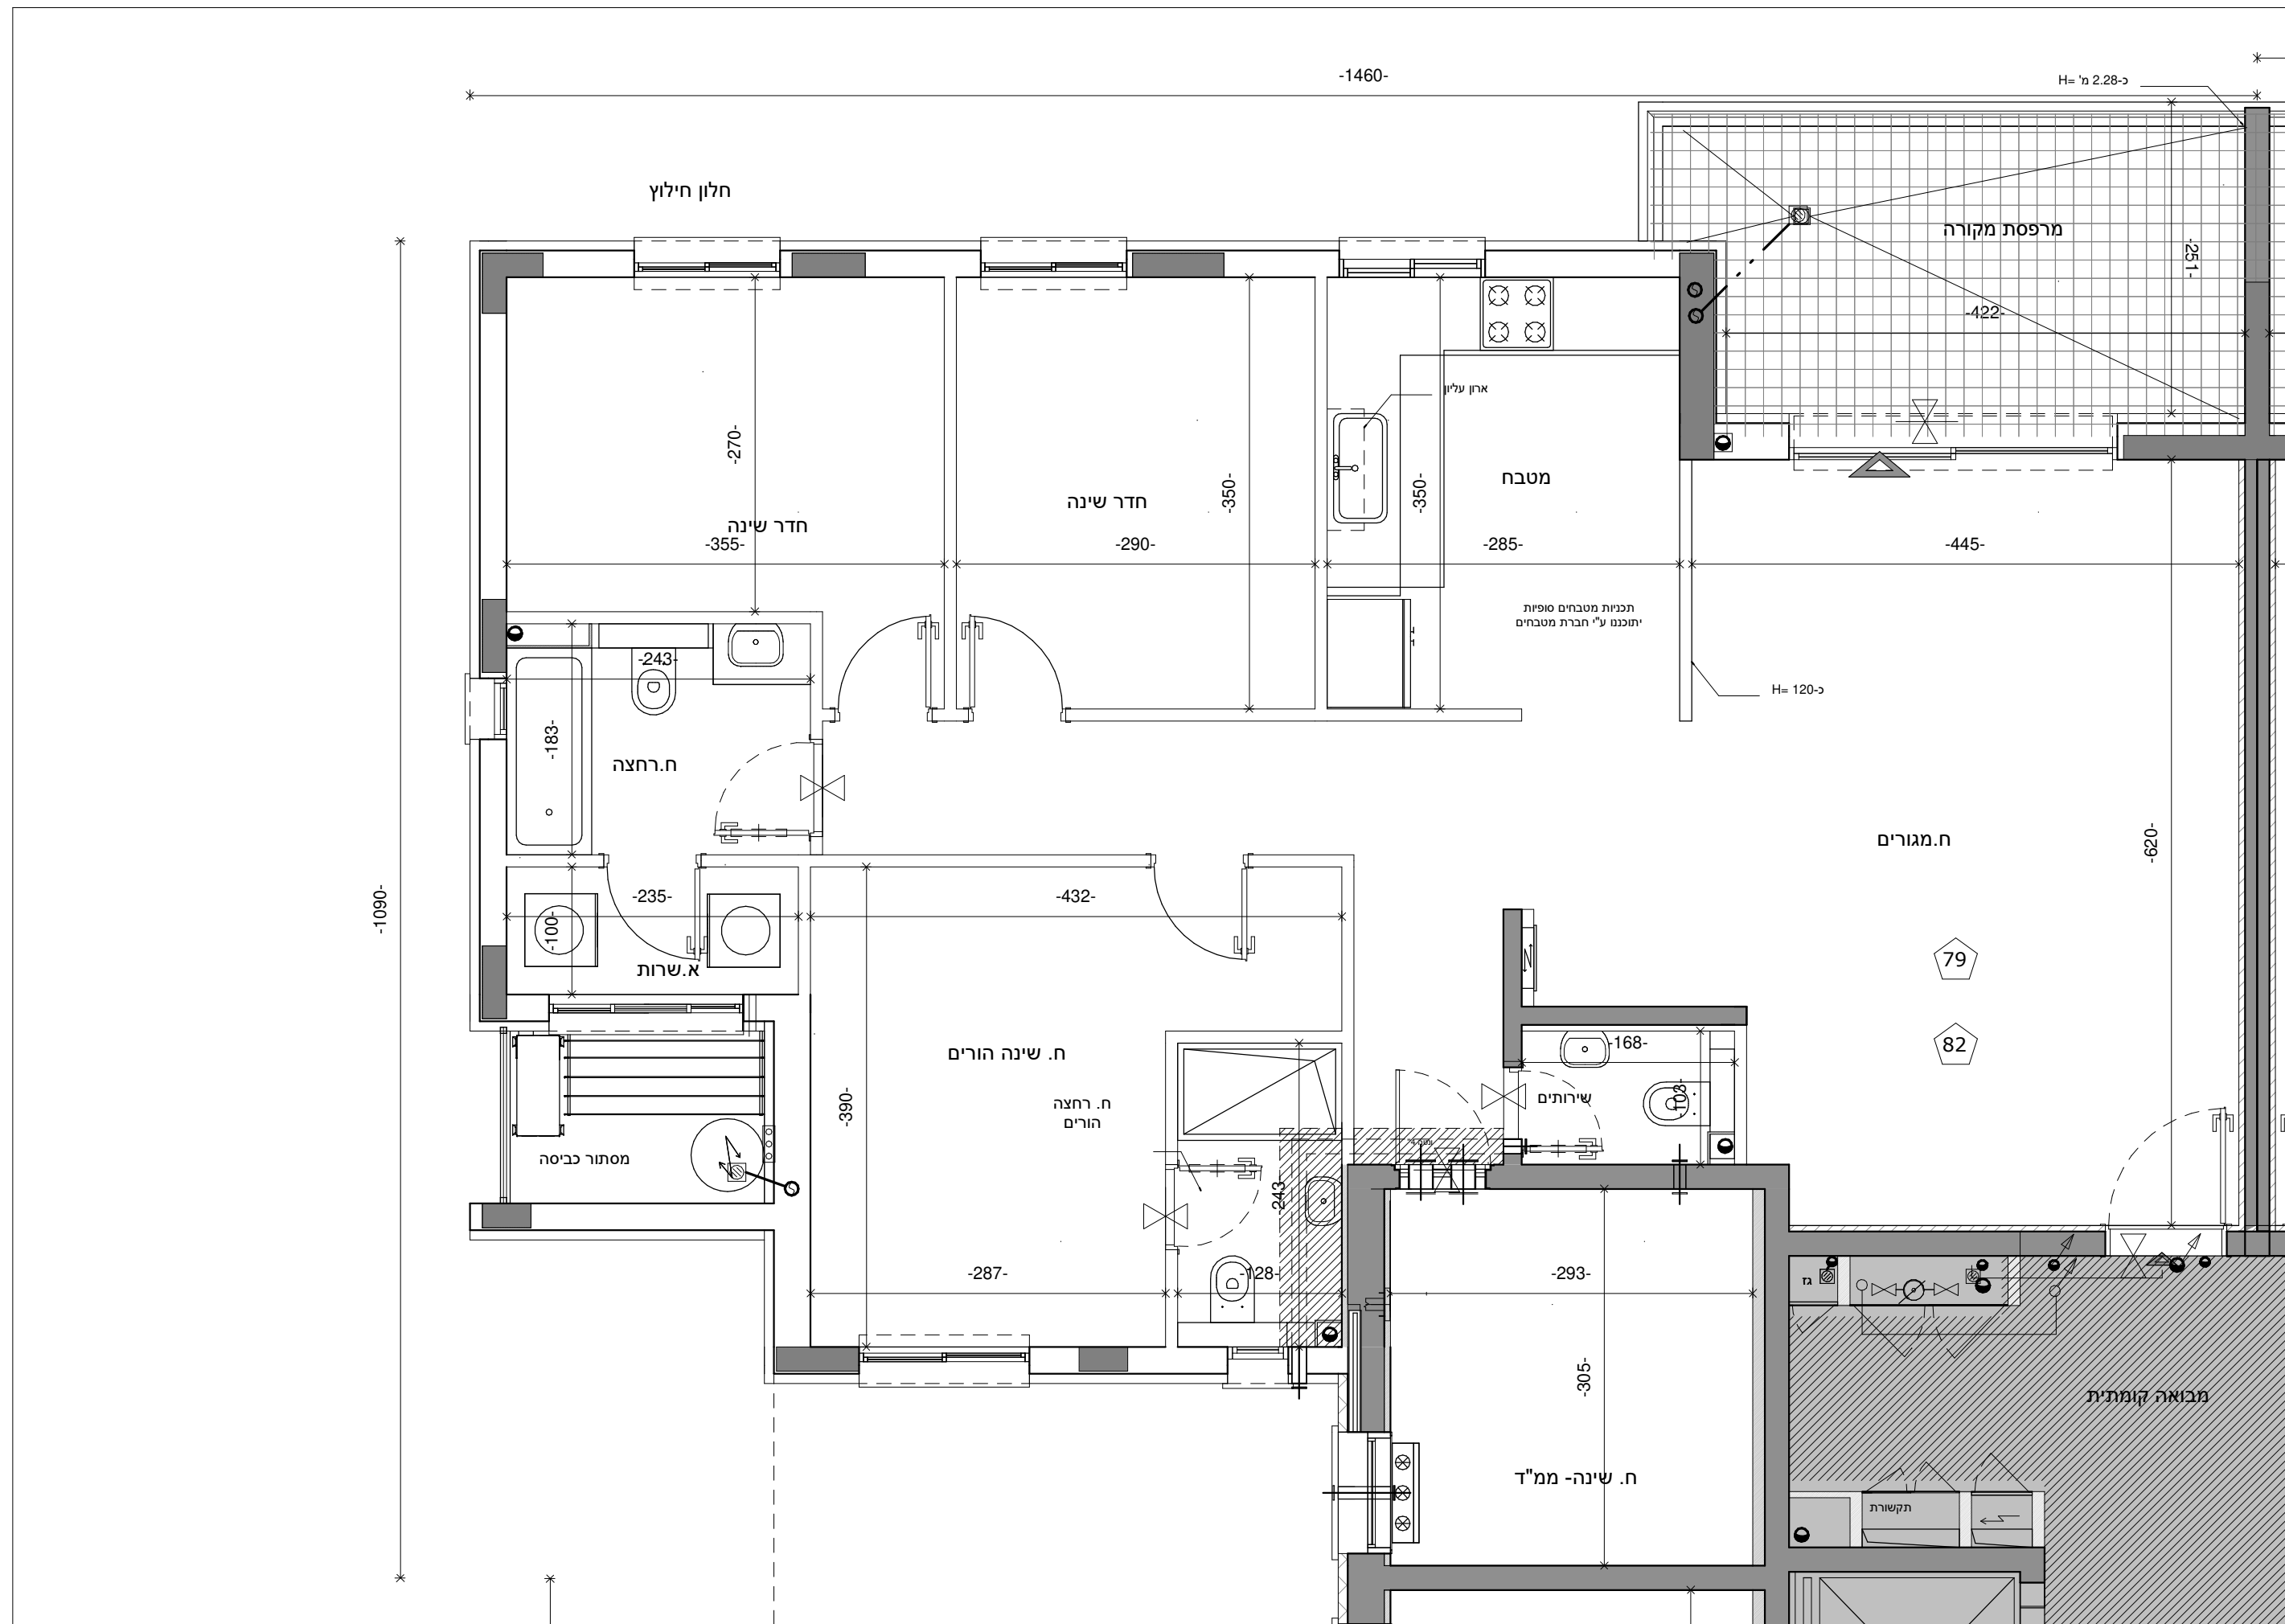 -1460-
H= כ-2.28 מ'
חלון חילוץ
מרפסת מקורה
-251-
-422-
ארון עליון
-270-
חדר שינה
-355-
חדר שינה
-350-
-290-
-350-
מטבח
-285-
-445-
תכניות מטבחים סופיות
יתוכננו ע"י חברת מטבחים
H= כ-120
-243-
-183-
ח.רחצה
ח.מגורים
-620-
-1090-
-235-
-100-
א.שרות
-432-
79
82
ח. שינה הורים
ח. רחצה
הורים
-390-
-168-
-103-
שירותים
מסתור כביסה
-243-
-287-
-128-
-293-
גז
-305-
ח. שינה- ממ"ד
מבואה קומתית
תקשורת